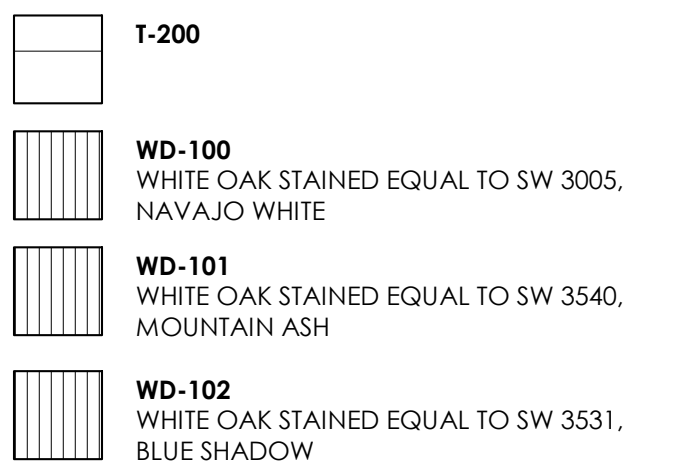 T-200
WD-100
WHITE OAK STAINED EQUAL TO SW 3005,
NAVAJO WHITE
WD-101
WHITE OAK STAINED EQUAL TO SW 3540,
MOUNTAIN ASH
WD-102
WHITE OAK STAINED EQUAL TO SW 3531,
BLUE SHADOW